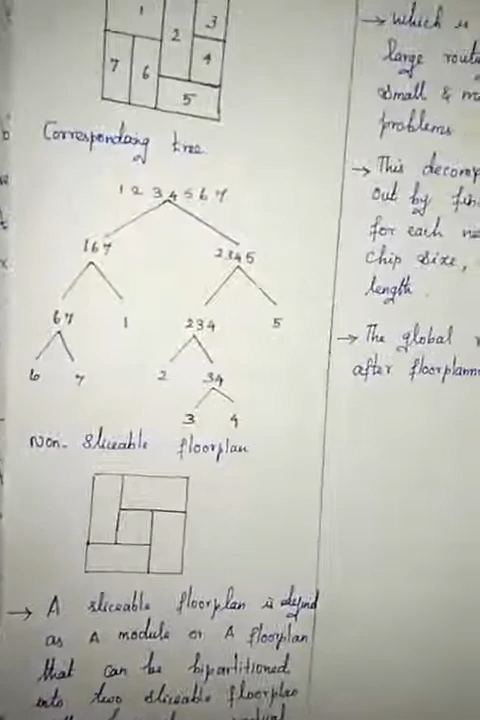 1
2
3
4
7
6
5
Corresponding tree
1 2 3 4 5 6 7
167
2345
67
1
234
5
6
7
2
34
3
4
Non-Sliceable floorplan
→ A sliceable floorplan is
as A module or A floorplan
that can be bipartitioned
into two sliceable floorplan
→ Which is
large
small &
problems
→ This
out by
for each
chip size,
length
→ The global
after